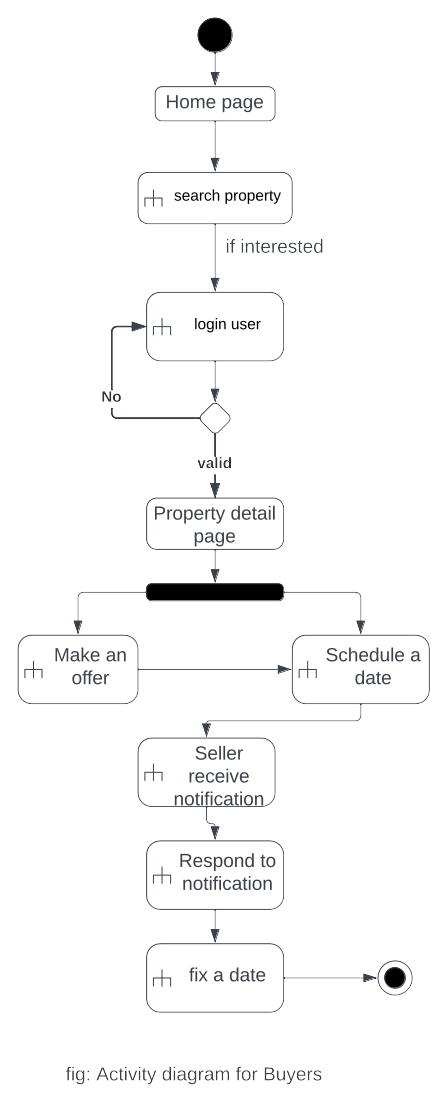 Home page
search property
if interested
login user
No
valid
Property detail
page
Make an
offer
Schedule a
date
Seller
receive
notification
Respond to
notification
fix a date
fig: Activity diagram for Buyers